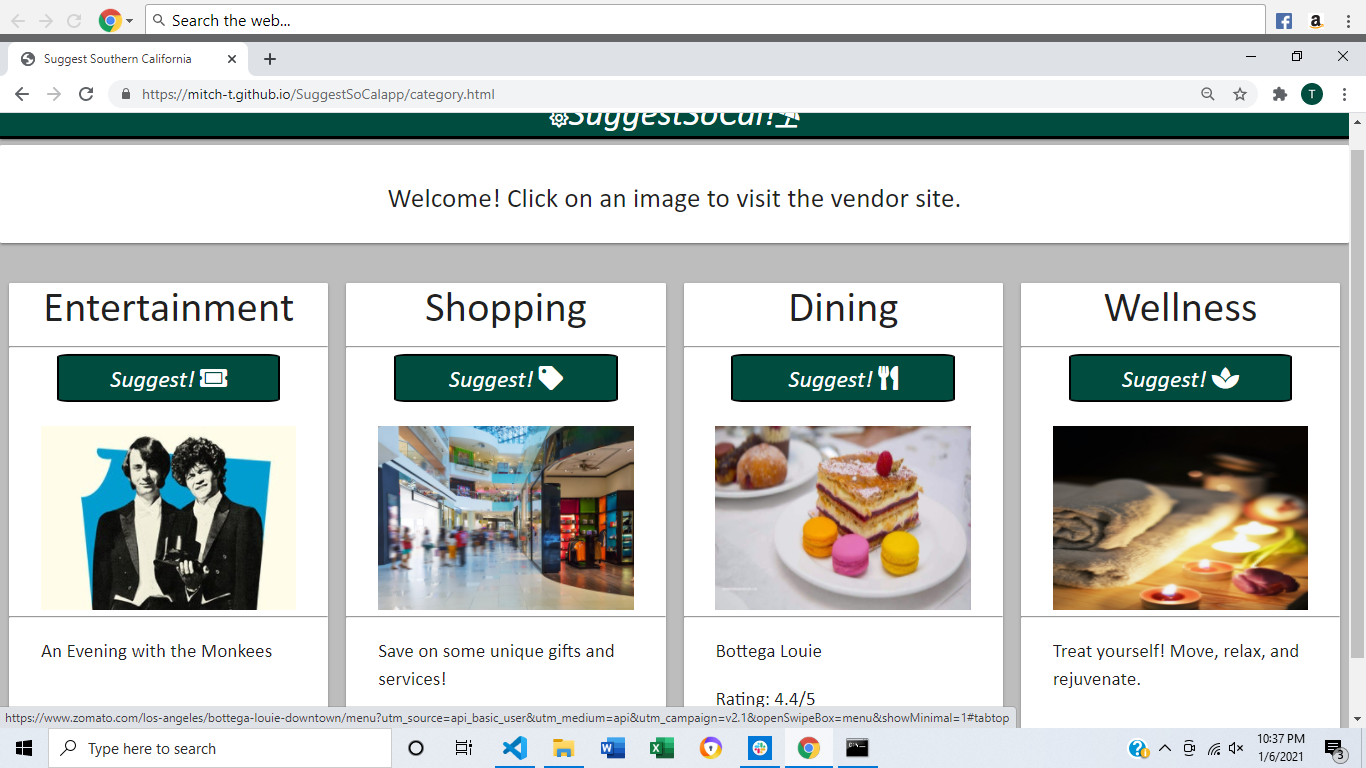 Search the web...
Suggest Southern California
https://mitch-t.github.io/SuggestSoCalapp/category.html
T
SuggestSoCal!
Welcome! Click on an image to visit the vendor site.
Entertainment
Shopping
Dining
Wellness
Suggest!
Suggest!
Suggest!
Suggest!
An Evening with the Monkees
Save on some unique gifts and
services!
Bottega Louie
Rating: 4.4/5
Treat yourself! Move, relax, and
rejuvenate.
https://www.zomato.com/los-angeles/bottega-louie-downtown/menu?utm_source=api_basic_user&utm_medium=api&utm_campaign=v2.1&openSwipeBox=menu&showMinimal=1#tabtop
Type here to search
10:37 PM
1/6/2021
3